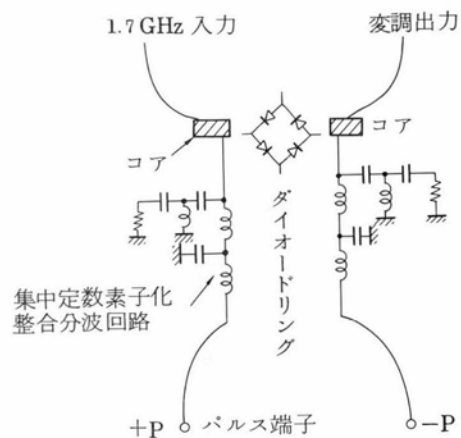 1.7 GHz 入力
変調出力
コア
コア
ダイオードリング
集中定数素子化
整合分波回路
+P
パルス端子
−P